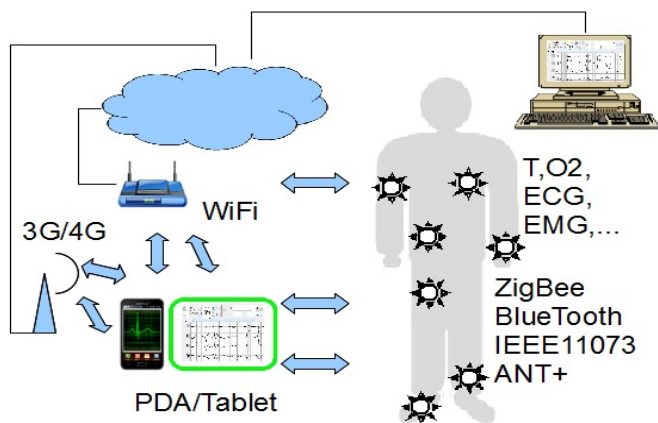 T,O2,
ECG,
EMG,...
WiFi
3G/4G
ZigBee
BlueTooth
IEEE11073
ANT+
PDA/Tablet